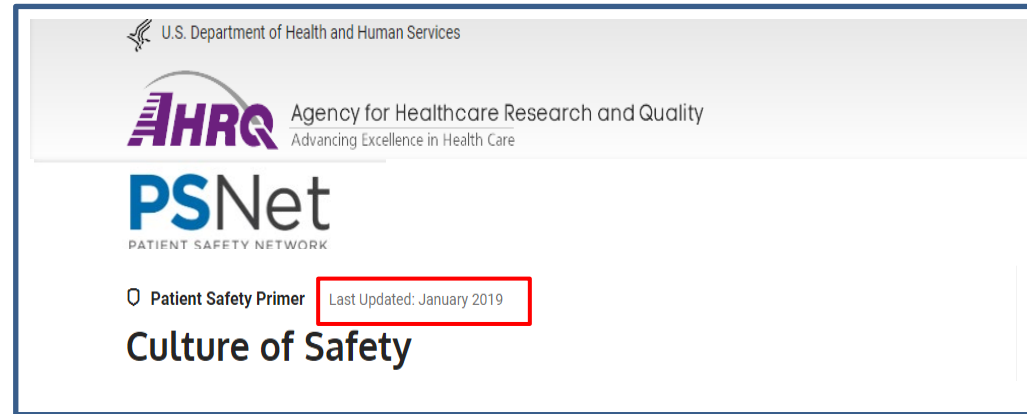 U.S. Department of Health and Human Services
AHRQ
Agency for Healthcare Research and Quality
Advancing Excellence in Health Care
PSNet
PATIENT SAFETY NETWORK
Patient Safety Primer Last Updated: January 2019
Culture of Safety